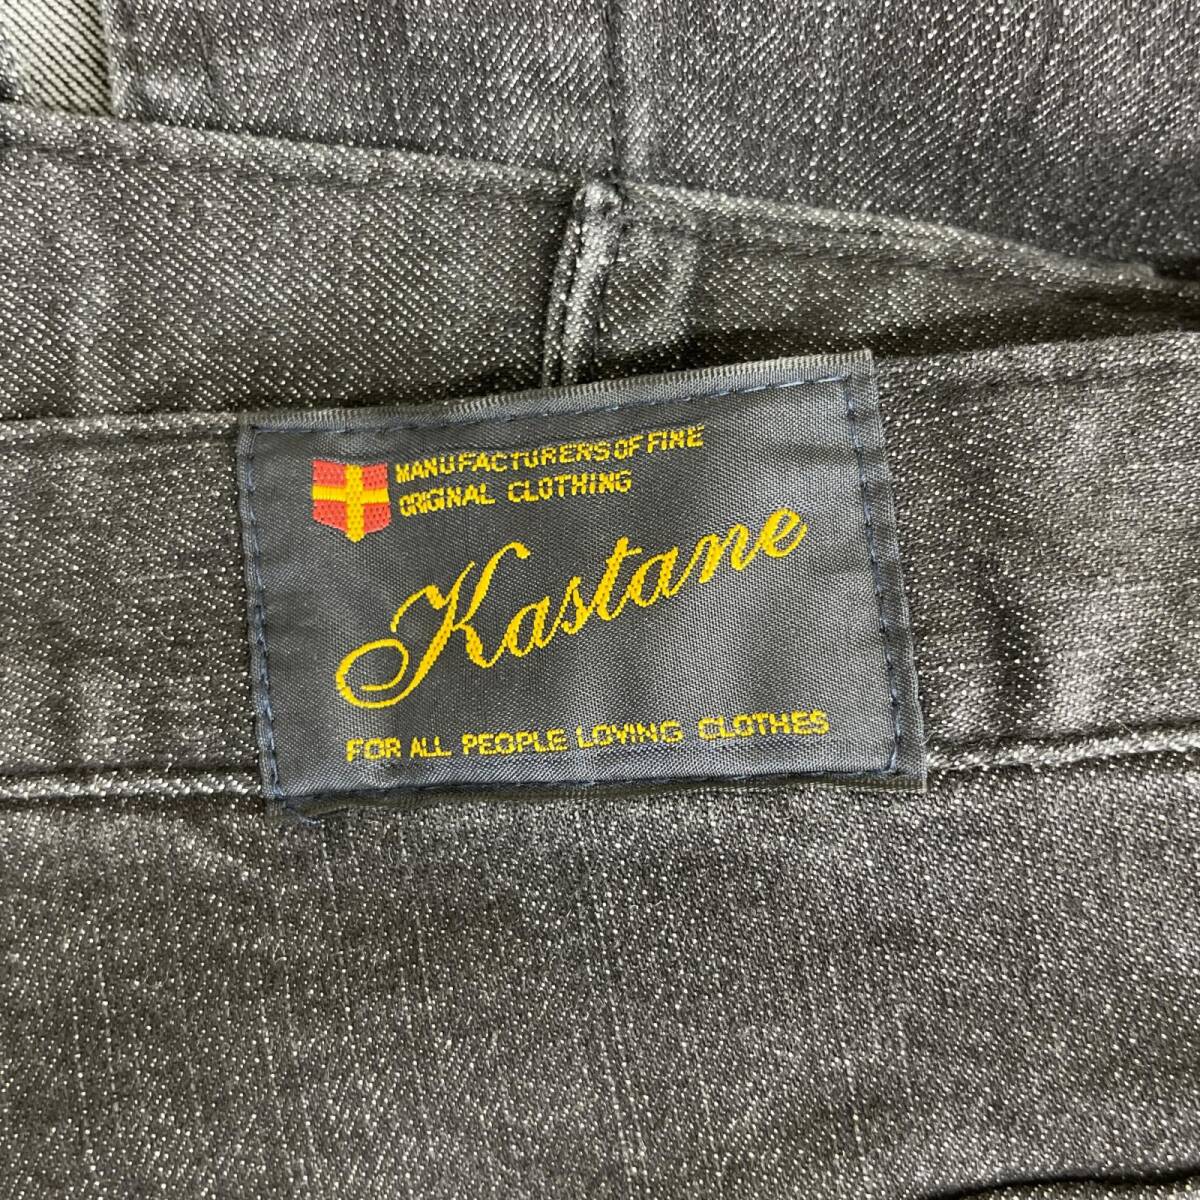 MANUFACTURERS OF FINE
ORIGINAL CLOTHING
Kastane
FOR ALL PEOPLE LOVING CLOTHES